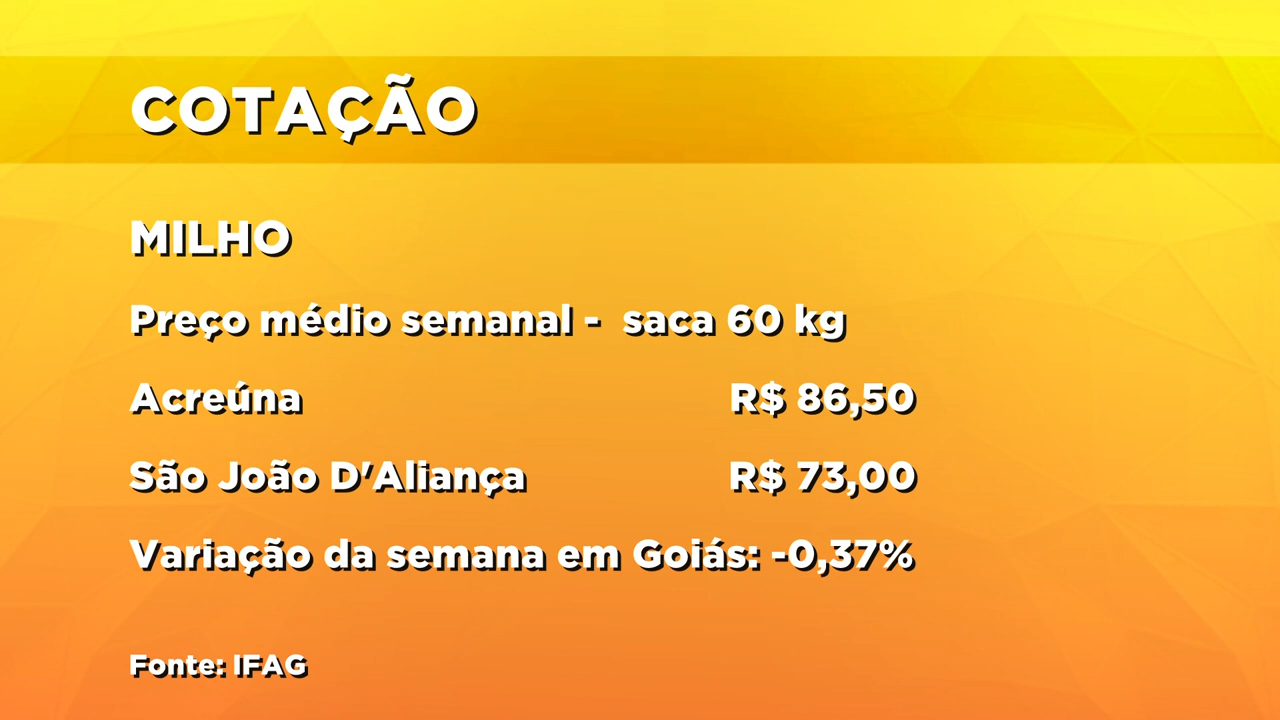 COTAÇÃO
MILHO
Preço médio semanal - saca 60 kg
Acreúna R$ 86,50
São João D'Aliança R$ 73,00
Variação da semana em Goiás: -0,37%
Fonte: IFAG